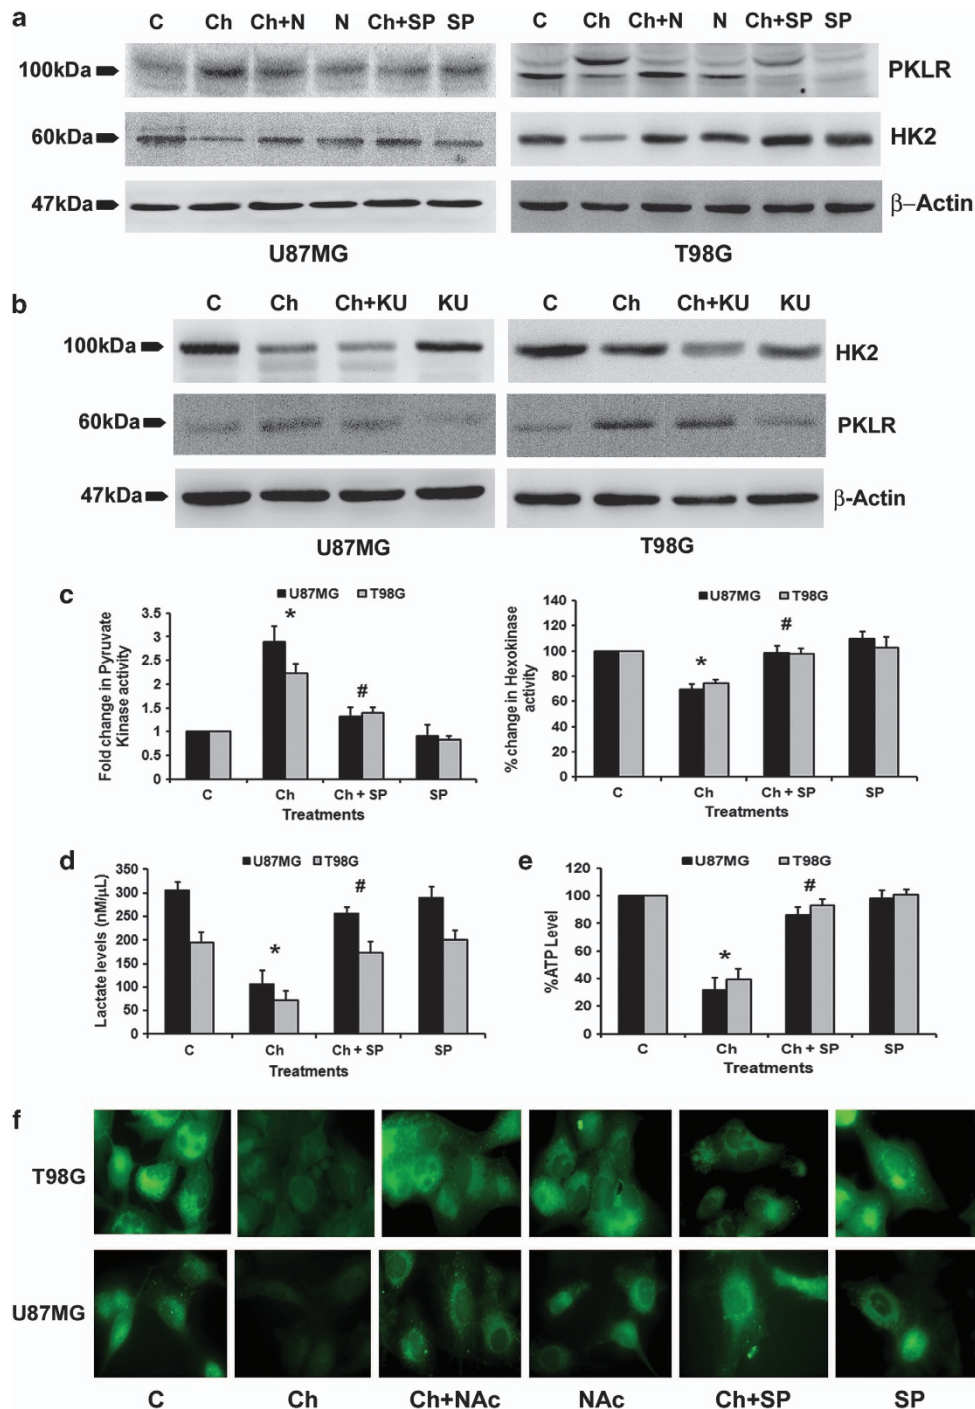 a
C Ch Ch+N N Ch+SP SP C Ch Ch+N N Ch+SP SP
100kDa PKLR
60kDa HK2
47kDa β–Actin
U87MG T98G
b
C Ch Ch+KU KU C Ch Ch+KU KU
100kDa HK2
60kDa PKLR
47kDa β-Actin
U87MG T98G
c
U87MG T98G
Fold change in Pyruvate
Kinase activity
3.5
3
2.5
2
1.5
1
0.5
0
*
#
C Ch Ch + SP SP
Treatments
U87MG T98G
% change in Hexokinase
activity
140
120
100
80
60
40
20
0
*
#
C Ch Ch + SP SP
Treatments
d
U87MG T98G
Lactate levels (nM/µL)
350
300
250
200
150
100
50
0
*
#
C Ch Ch + SP SP
Treatments
e
U87MG T98G
%ATP Level
120
100
80
60
40
20
0
*
#
C Ch Ch + SP SP
Treatments
f
T98G
U87MG
C Ch Ch+NAc NAc Ch+SP SP